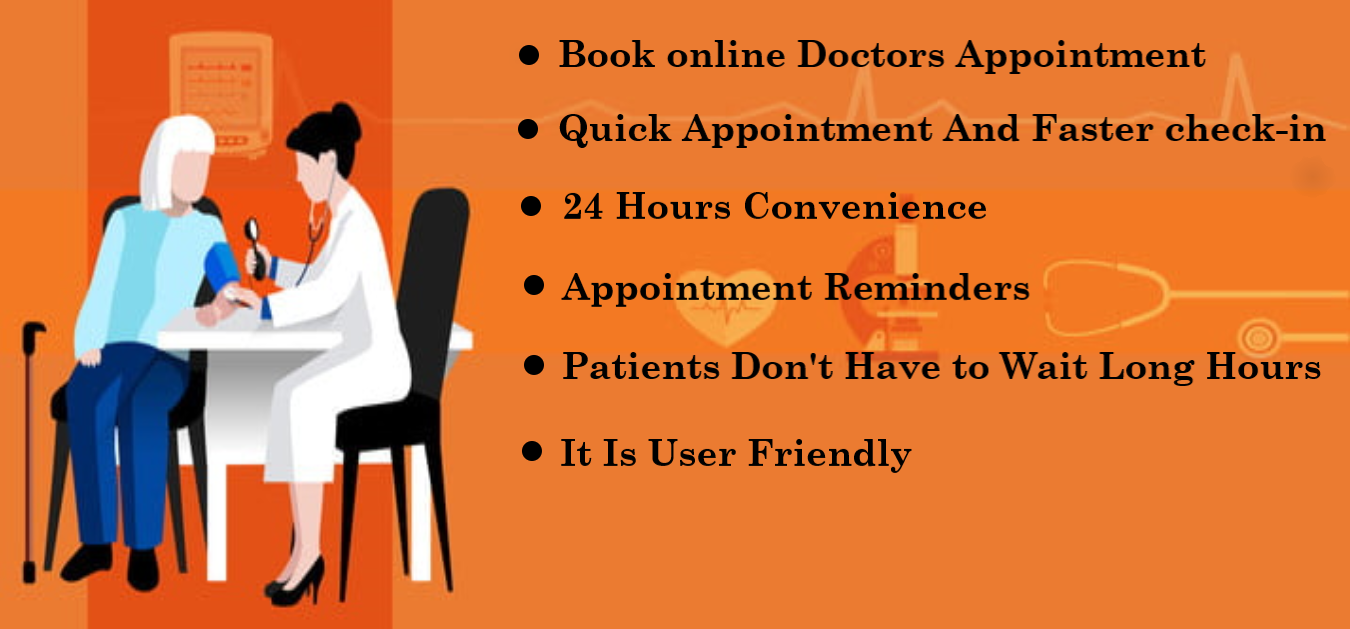 ● Book online Doctors Appointment
● Quick Appointment And Faster check-in
● 24 Hours Convenience
● Appointment Reminders
● Patients Don't Have to Wait Long Hours
● It Is User Friendly